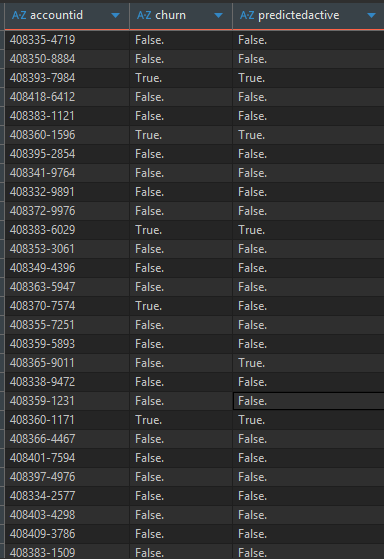 A-Z accountid A-Z churn A-Z predictedactive
408335-4719 False. False.
408350-8884 False. False.
408393-7984 True. True.
408418-6412 False. False.
408383-1121 False. False.
408360-1596 True. True.
408395-2854 False. False.
408341-9764 False. False.
408332-9891 False. False.
408372-9976 False. False.
408383-6029 True. True.
408353-3061 False. False.
408349-4396 False. False.
408363-5947 False. False.
408370-7574 True. False.
408355-7251 False. False.
408359-5893 False. False.
408365-9011 False. True.
408338-9472 False. False.
408359-1231 False. False.
408360-1171 True. True.
408366-4467 False. False.
408401-7594 False. False.
408397-4976 False. False.
408334-2577 False. False.
408403-4298 False. False.
408409-3786 False. False.
408383-1509 False. False.